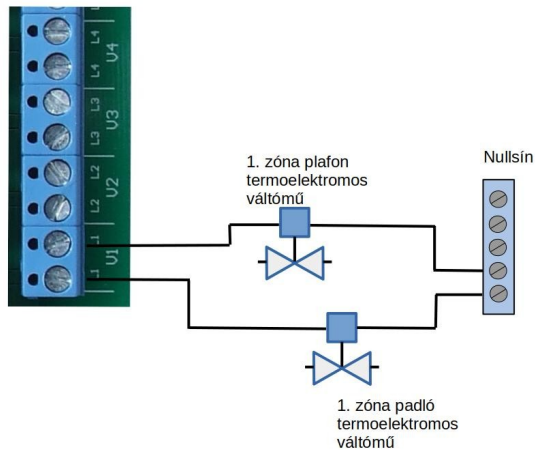 L4
L4
V4
L3
L3
V3
L2
L2
V2
L1
L1
V1
1. zóna plafon
termoelektromos
váltómű
Nullsín
1. zóna padló
termoelektromos
váltómű